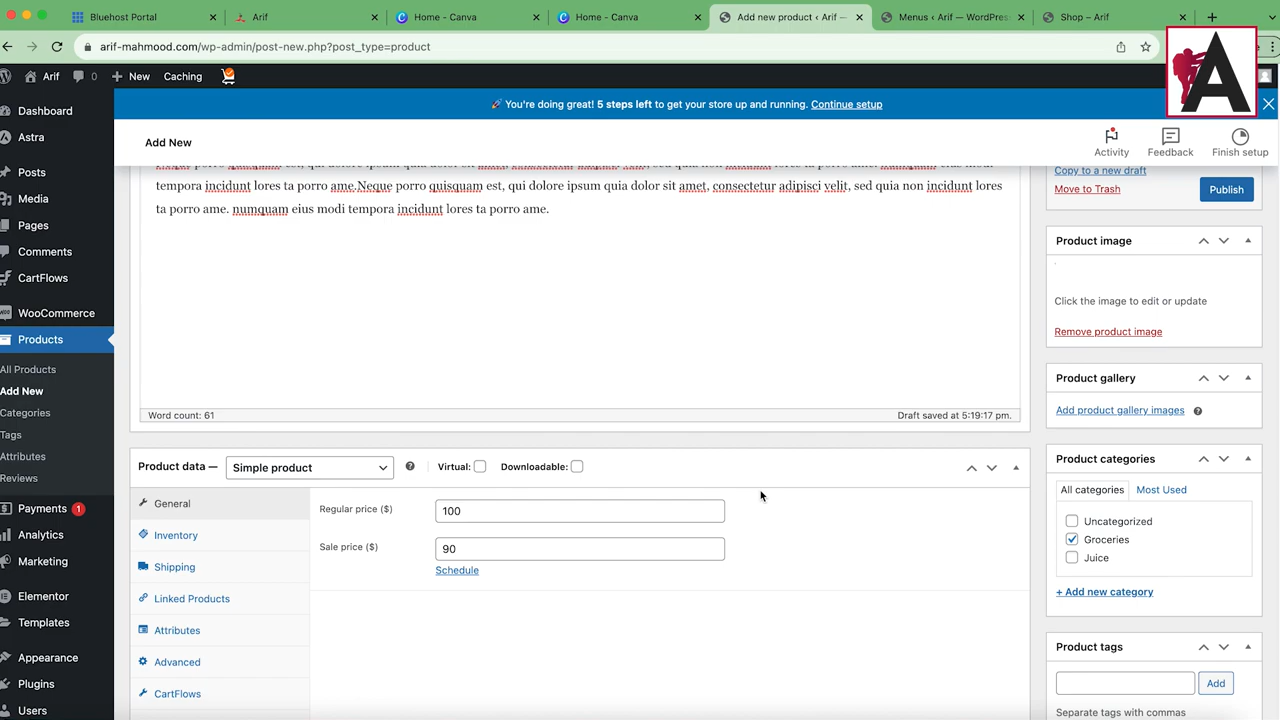 Bluehost Portal
Arif
Home - Canva
Home - Canva
Add new product ‹ Arif —
Menus ‹ Arif — WordPres
Shop – Arif
arif-mahmood.com/wp-admin/post-new.php?post_type=product
Arif
0
New
Caching
A
🚀 You're doing great! 5 steps left to get your store up and running. Continue setup
Add New
Activity
Feedback
Finish setup
Dashboard
Astra
Posts
Media
Pages
Comments
CartFlows
WooCommerce
Products
All Products
Add New
Categories
Tags
Attributes
Reviews
Payments 1
Analytics
Marketing
Elementor
Templates
Appearance
Plugins
Users
tempora incidunt lores ta porro ame.Neque porro quisquam est, qui dolore ipsum quia dolor sit amet, consectetur adipisci velit, sed quia non incidunt lores
ta porro ame. numquam eius modi tempora incidunt lores ta porro ame.
Word count: 61
Draft saved at 5:19:17 pm.
Product data —
Simple product
Virtual:
Downloadable:
General
Inventory
Shipping
Linked Products
Attributes
Advanced
CartFlows
Regular price ($)
100
Sale price ($)
90
Schedule
Copy to a new draft
Move to Trash
Publish
Product image
Click the image to edit or update
Remove product image
Product gallery
Add product gallery images
Product categories
All categories
Most Used
Uncategorized
Groceries
Juice
+ Add new category
Product tags
Add
Separate tags with commas